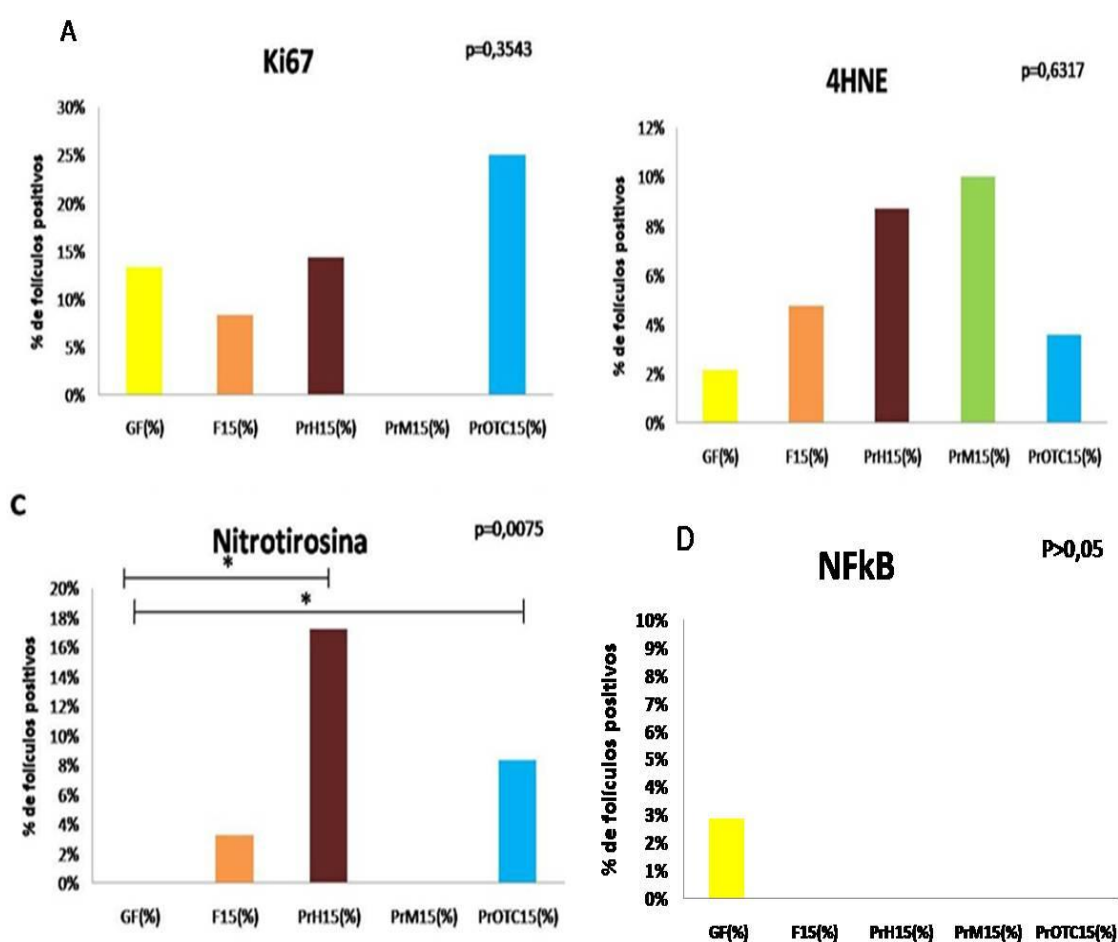 A
Ki67
p=0,3543
% de folículos positivos
30%
25%
20%
15%
10%
5%
0%
GF(%) F15(%) PrH15(%) PrM15(%) PrOTC15(%)
4HNE
p=0,6317
% de folículos positivos
12%
10%
8%
6%
4%
2%
0%
GF(%) F15(%) PrH15(%) PrM15(%) PrOTC15(%)
C
Nitrotirosina
p=0,0075
*
*
% de folículos positivos
20%
18%
16%
14%
12%
10%
8%
6%
4%
2%
0%
GF(%) F15(%) PrH15(%) PrM15(%) PrOTC15(%)
D
NFkB
P>0,05
% de folículos positivos
10%
9%
8%
7%
6%
5%
4%
3%
2%
1%
0%
GF(%) F15(%) PrH15(%) PrM15(%) PrOTC15(%)